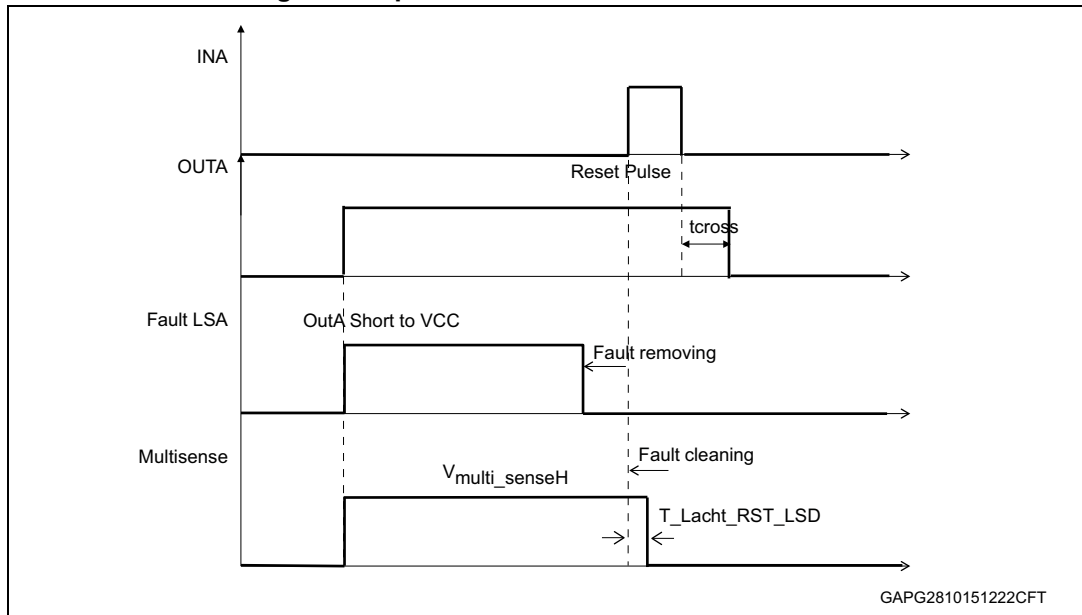 INA
OUTA
Reset Pulse
tcross
Fault LSA
OutA Short to VCC
Fault removing
Multisense
Fault cleaning
Vmulti_senseH
T_Lacht_RST_LSD
GAPG2810151222CFT